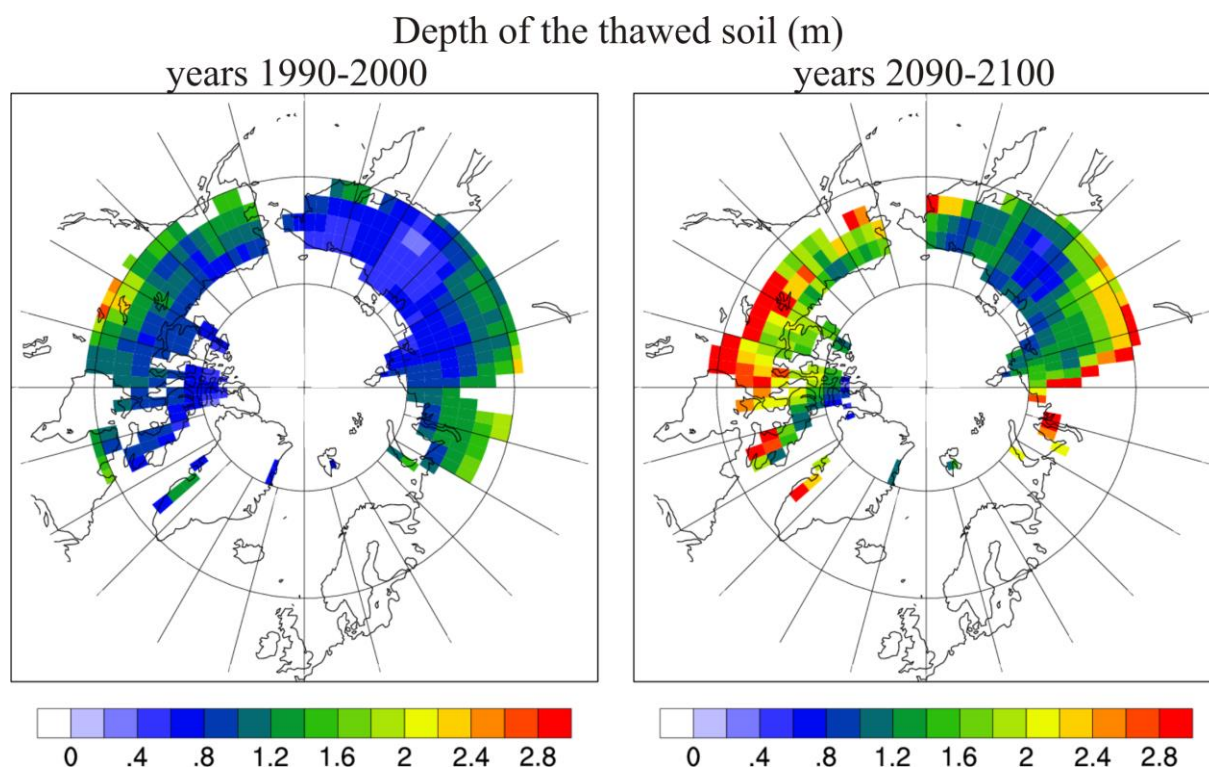 Depth of the thawed soil (m)
years 1990-2000
years 2090-2100
0 .4 .8 1.2 1.6 2 2.4 2.8
0 .4 .8 1.2 1.6 2 2.4 2.8